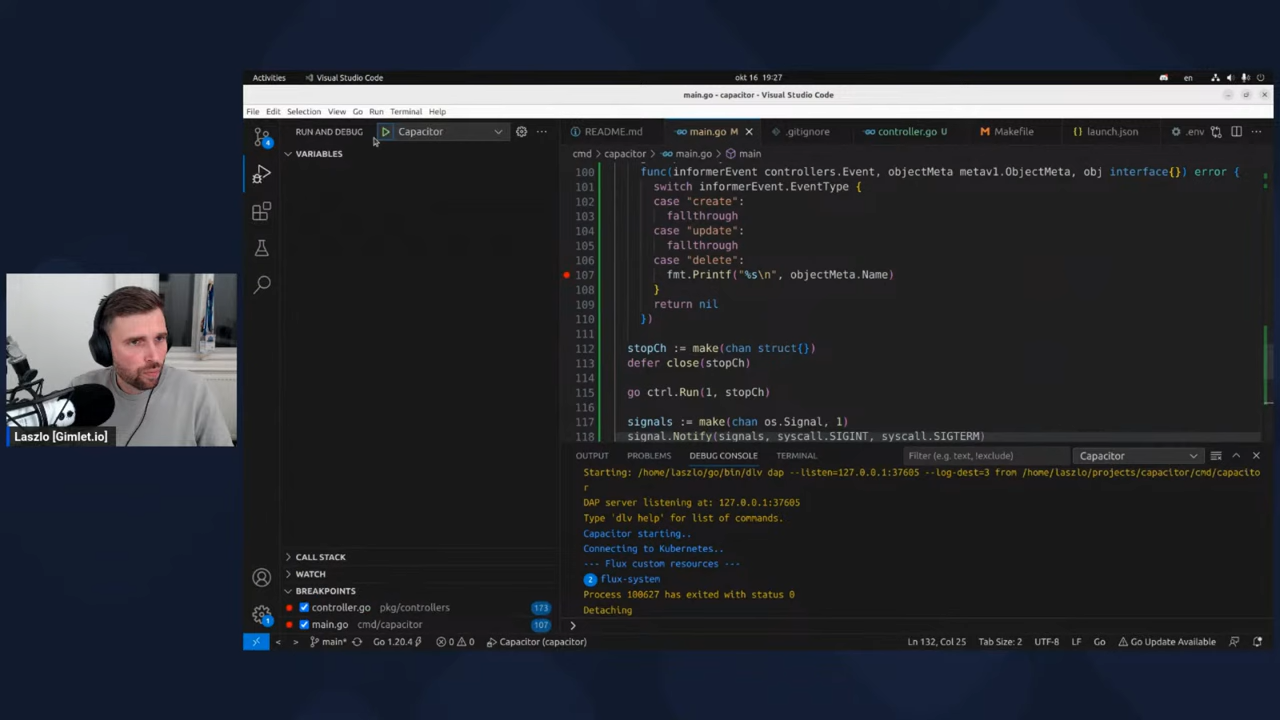 Activities
Visual Studio Code
okt 16 19:27
en
main.go - capacitor - Visual Studio Code
File Edit Selection View Go Run Terminal Help
RUN AND DEBUG
Capacitor
README.md
main.go M
.gitignore
controller.go U
Makefile
launch.json
.env
4
VARIABLES
cmd > capacitor > main.go > main
100 func(informerEvent controllers.Event, objectMeta metav1.ObjectMeta, obj interface{}) error {
101 switch informerEvent.EventType {
102 case "create":
103 fallthrough
104 case "update":
105 fallthrough
106 case "delete":
107 fmt.Printf("%s\n", objectMeta.Name)
108 }
109 return nil
110 })
111
112 stopCh := make(chan struct{})
113 defer close(stopCh)
114
115 go ctrl.Run(1, stopCh)
116
117 signals := make(chan os.Signal, 1)
118 signal.Notify(signals, syscall.SIGINT, syscall.SIGTERM)
Laszlo [Gimlet.io]
OUTPUT PROBLEMS DEBUG CONSOLE TERMINAL
Filter (e.g. text, !exclude)
Capacitor
Starting: /home/laszlo/go/bin/dlv dap --listen=127.0.0.1:37605 --log-dest=3 from /home/laszlo/projects/capacitor/cmd/capacito
r
DAP server listening at: 127.0.0.1:37605
Type 'dlv help' for list of commands.
Capacitor starting..
Connecting to Kubernetes..
--- Flux custom resources ---
2 flux-system
Process 100627 has exited with status 0
Detaching
CALL STACK
WATCH
BREAKPOINTS
controller.go pkg/controllers 173
main.go cmd/capacitor 107
1
main*
Go 1.20.4
0 0
Capacitor (capacitor)
Ln 132, Col 25
Tab Size: 2
UTF-8
LF
Go
Go Update Available